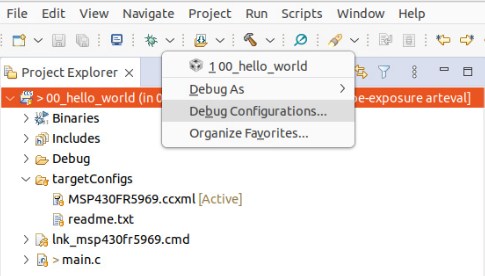 File Edit View Navigate Project Run Scripts Window Help
Project Explorer
1 00_hello_world
Debug As
Debug Configurations...
Organize Favorites...
> 00_hello_world (in 0 e-exposure arteval]
Binaries
Includes
Debug
targetConfigs
MSP430FR5969.ccxml [Active]
readme.txt
lnk_msp430fr5969.cmd
> main.c